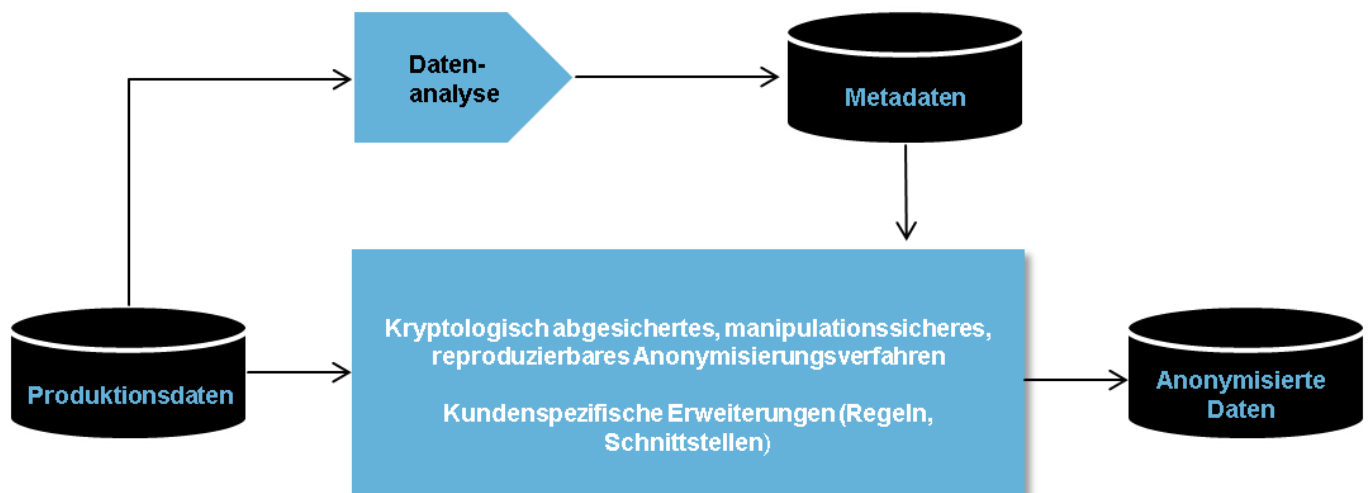 Daten-
analyse
Metadaten
Produktionsdaten
Kryptologisch abgesichertes, manipulationssicheres,
reproduzierbares Anonymisierungsverfahren
Kundenspezifische Erweiterungen (Regeln,
Schnittstellen)
Anonymisierte
Daten